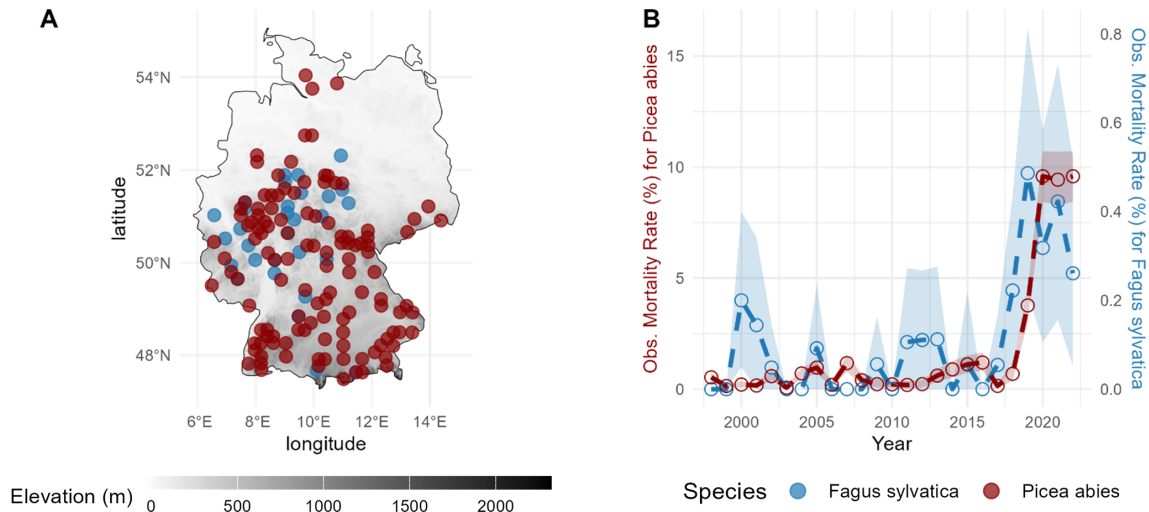 A
54°N
52°N
50°N
48°N
latitude
6°E 8°E 10°E 12°E 14°E
longitude
Elevation (m)
0 500 1000 1500 2000
B
Obs. Mortality Rate (%) for Picea abies
15
10
5
0
0.8
0.6
0.4
0.2
0.0
Obs. Mortality Rate (%) for Fagus sylvatica
2000 2005 2010 2015 2020
Year
Species Fagus sylvatica Picea abies